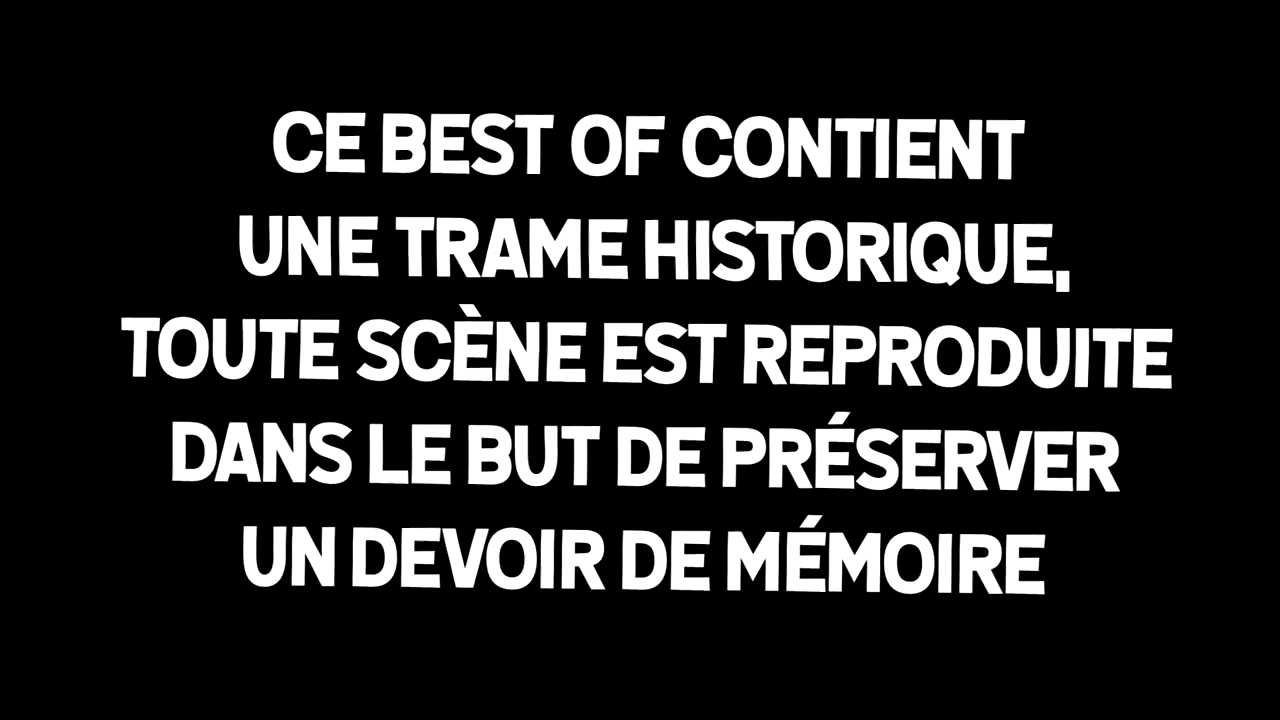 CE BEST OF CONTIENT
UNE TRAME HISTORIQUE,
TOUTE SCÈNE EST REPRODUITE
DANS LE BUT DE PRÉSERVER
UN DEVOIR DE MÉMOIRE